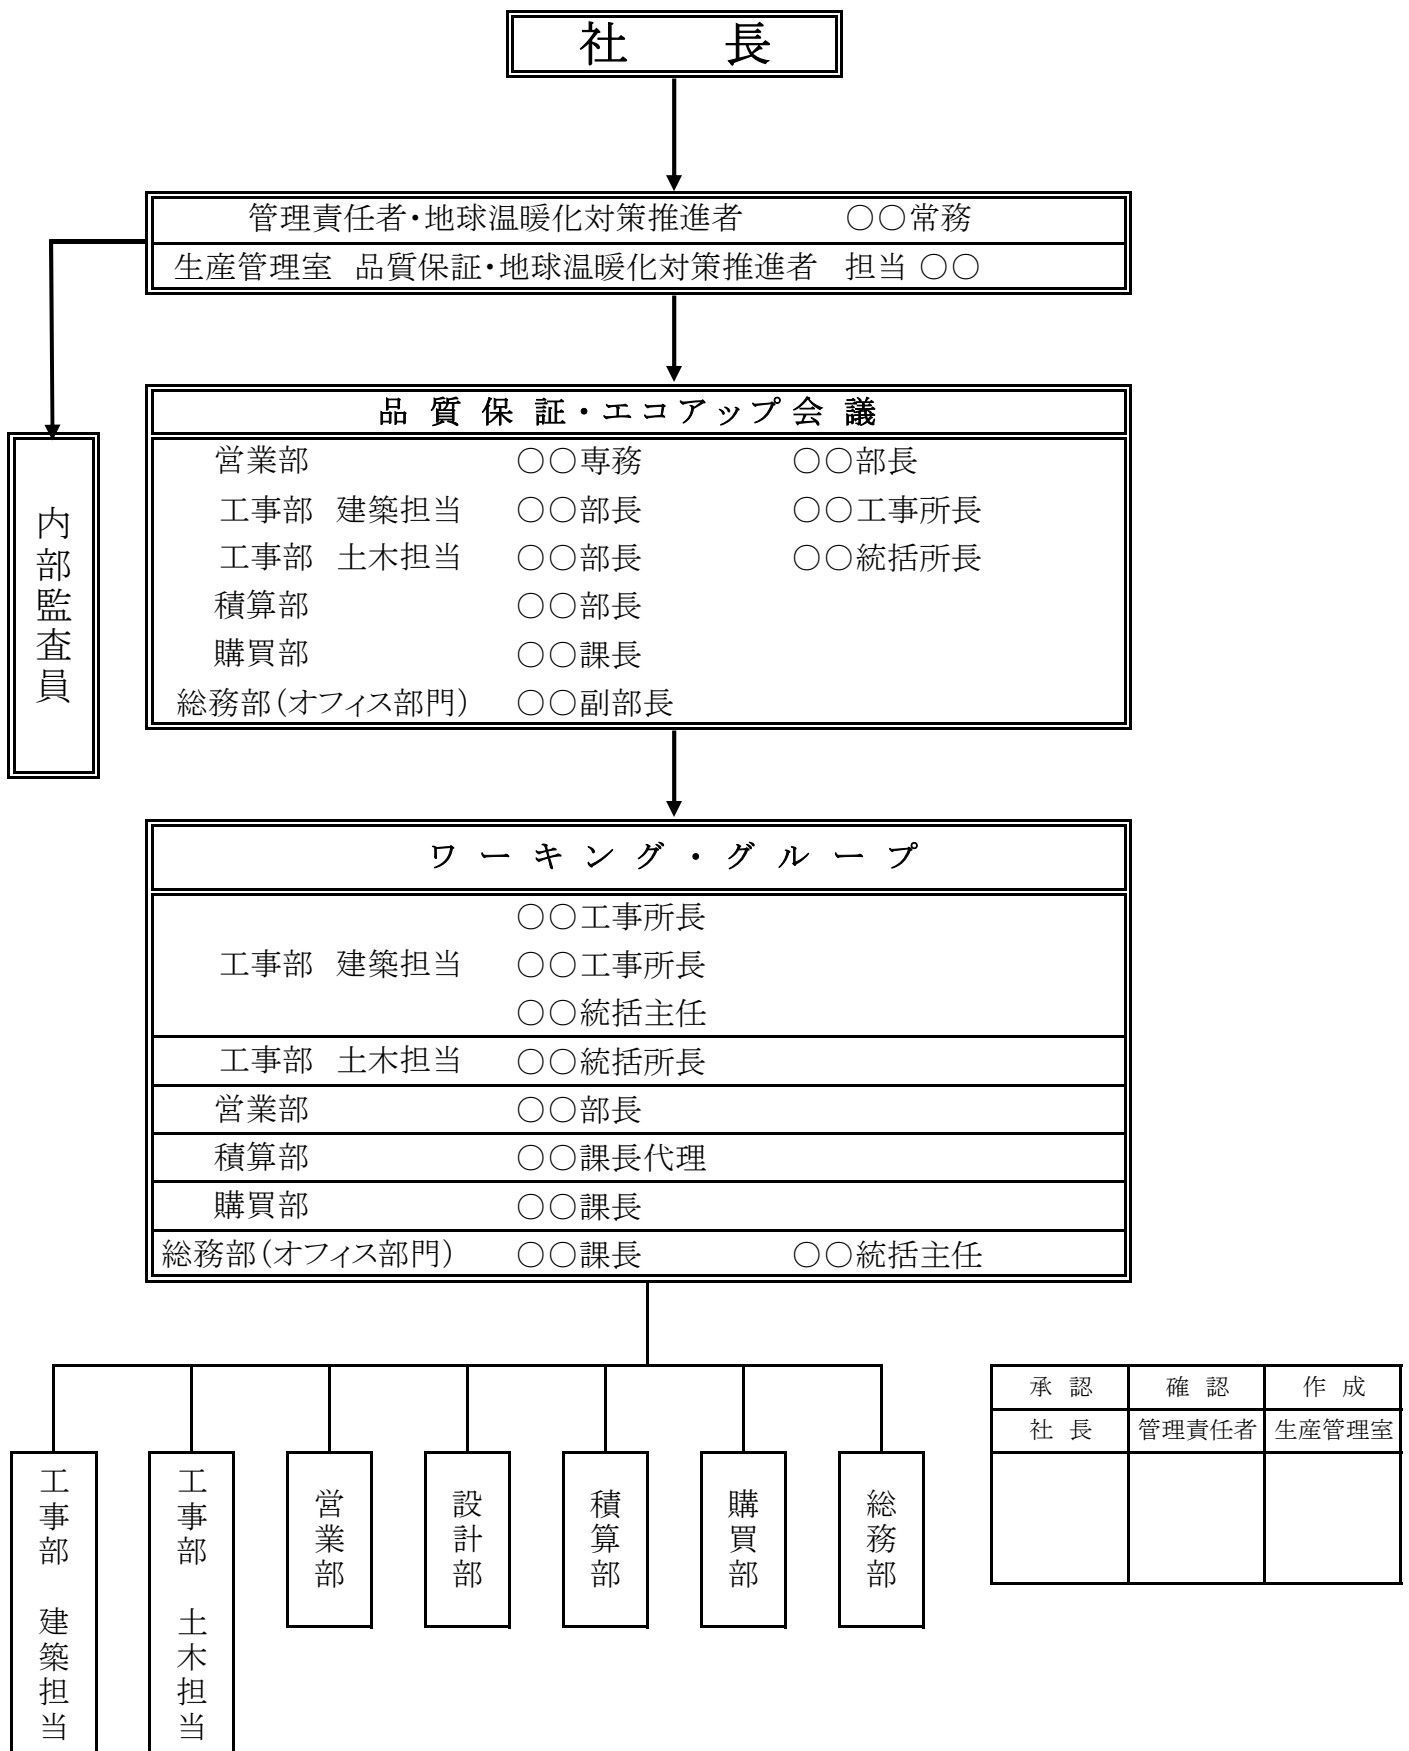 社　　長
管理責任者・地球温暖化対策推進者　　　○○常務
生産管理室　品質保証・地球温暖化対策推進者　担当 ○○
内部監査員
品 質 保 証・エコアップ 会 議
営業部　○○専務　○○部長
工事部　建築担当　○○部長　○○工事所長
工事部　土木担当　○○部長　○○統括所長
積算部　○○部長
購買部　○○課長
総務部（オフィス部門）　○○副部長
ワ ー キ ン グ ・ グ ル ー プ
○○工事所長
工事部　建築担当　○○工事所長
○○統括主任
工事部　土木担当　○○統括所長
営業部　○○部長
積算部　○○課長代理
購買部　○○課長
総務部（オフィス部門）　○○課長　○○統括主任
工事部　建築担当
工事部　土木担当
営業部
設計部
積算部
購買部
総務部
承 認　確 認　作 成
社 長　管理責任者　生産管理室